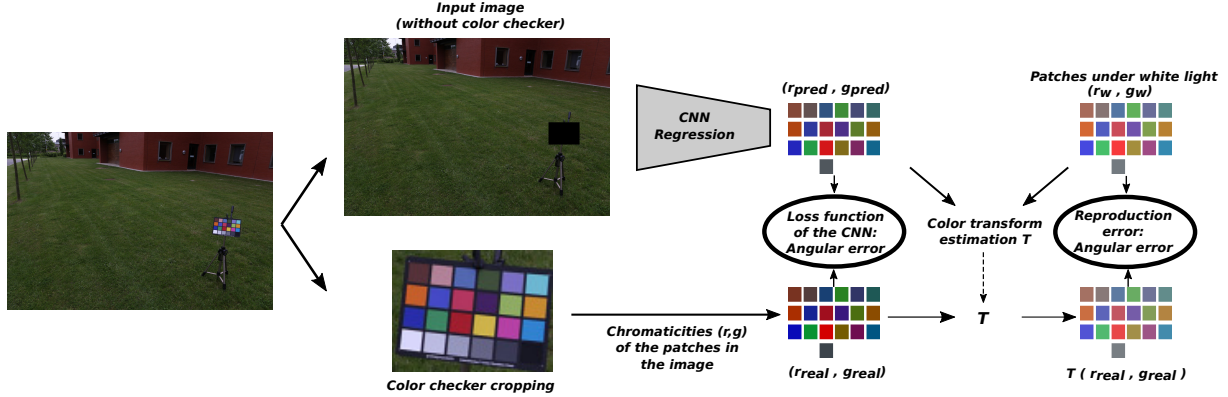 Input image
(without color checker)
CNN
Regression
(rpred , gpred)
Patches under white light
(rw , gw)
Loss function
of the CNN:
Angular error
Color transform
estimation T
Reproduction
error:
Angular error
Chromaticities (r,g)
of the patches in
the image
T
Color checker cropping
(rreal , greal)
T ( rreal , greal )